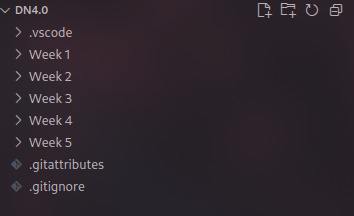 DN4.0
.vscode
Week 1
Week 2
Week 3
Week 4
Week 5
.gitattributes
.gitignore